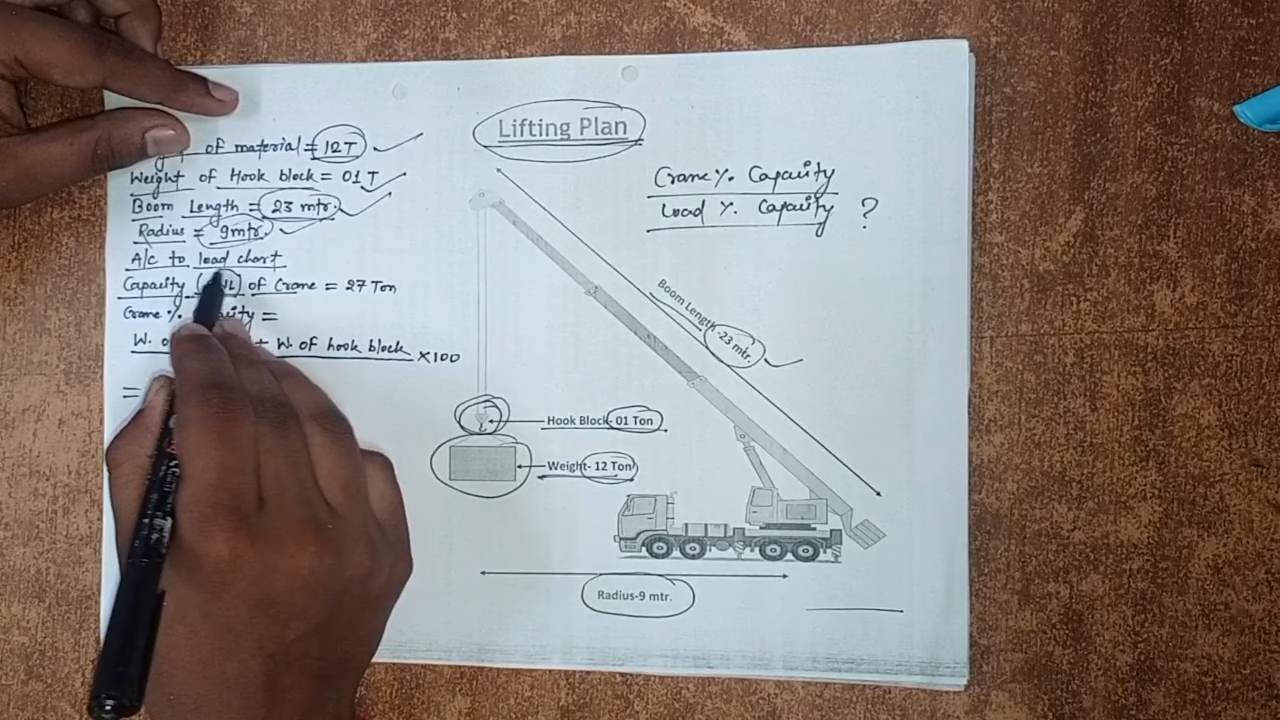 Lifting Plan
of material = 12T
Weight of Hook block = 01 T
Boom Length = 23 mtr.
Radius = 9mtr.
A/c to load chart
Capacity of Crane = 27 Ton
Crane %.
W. + W. of hook block ×100
=
Crane %. Capacity
Load %. Capacity ?
Boom Length -23 mtr.
Hook Block- 01 Ton
Weight- 12 Ton
Radius-9 mtr.